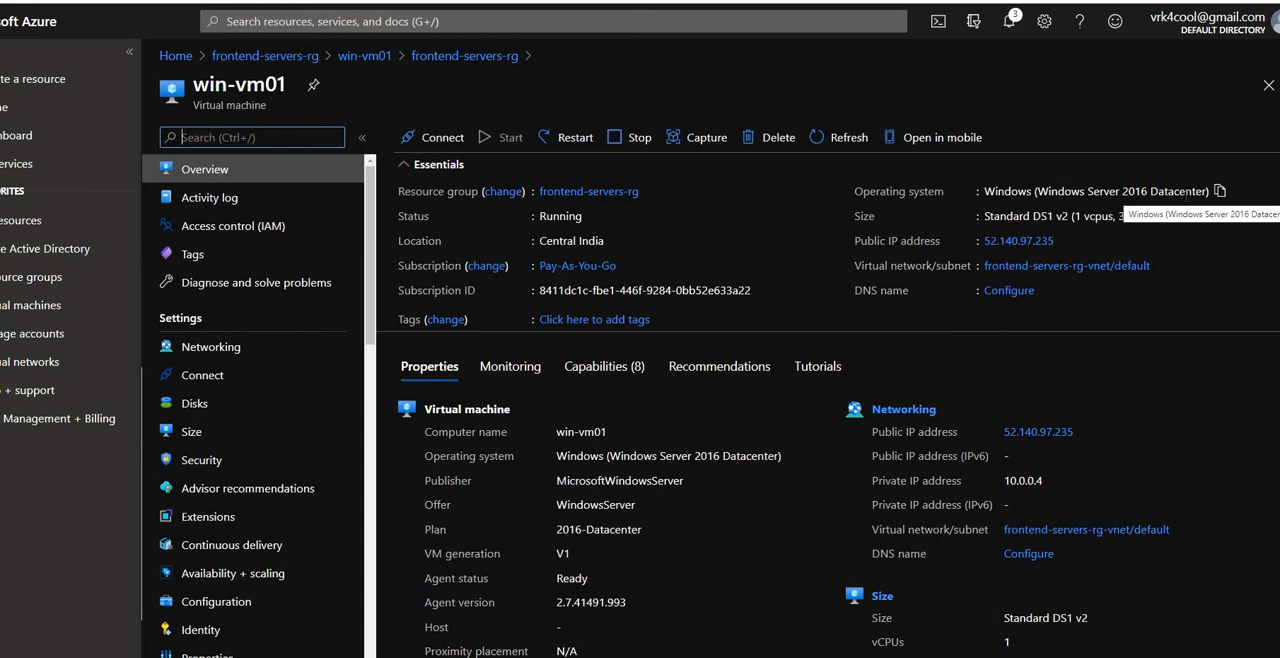 oft Azure
Search resources, services, and docs (G+/)
3
vrk4cool@gmail.com
DEFAULT DIRECTORY
te a resource
me
hboard
ervices
RITES
esources
e Active Directory
urce groups
al machines
age accounts
al networks
+ support
Management + Billing
Home > frontend-servers-rg > win-vm01 > frontend-servers-rg >
win-vm01
Virtual machine
Search (Ctrl+/)
Connect Start Restart Stop Capture Delete Refresh Open in mobile
Overview
Activity log
Access control (IAM)
Tags
Diagnose and solve problems
Settings
Networking
Connect
Disks
Size
Security
Advisor recommendations
Extensions
Continuous delivery
Availability + scaling
Configuration
Identity
Properties
Essentials
Resource group (change) : frontend-servers-rg
Status : Running
Location : Central India
Subscription (change) : Pay-As-You-Go
Subscription ID : 8411dc1c-fbe1-446f-9284-0bb52e633a22
Tags (change) : Click here to add tags
Operating system : Windows (Windows Server 2016 Datacenter)
Size : Standard DS1 v2 (1 vcpus, 3
Windows (Windows Server 2016 Datacen
Public IP address : 52.140.97.235
Virtual network/subnet : frontend-servers-rg-vnet/default
DNS name : Configure
Properties Monitoring Capabilities (8) Recommendations Tutorials
Virtual machine
Computer name win-vm01
Operating system Windows (Windows Server 2016 Datacenter)
Publisher MicrosoftWindowsServer
Offer WindowsServer
Plan 2016-Datacenter
VM generation V1
Agent status Ready
Agent version 2.7.41491.993
Host -
Proximity placement N/A
Networking
Public IP address 52.140.97.235
Public IP address (IPv6) -
Private IP address 10.0.0.4
Private IP address (IPv6) -
Virtual network/subnet frontend-servers-rg-vnet/default
DNS name Configure
Size
Size Standard DS1 v2
vCPUs 1